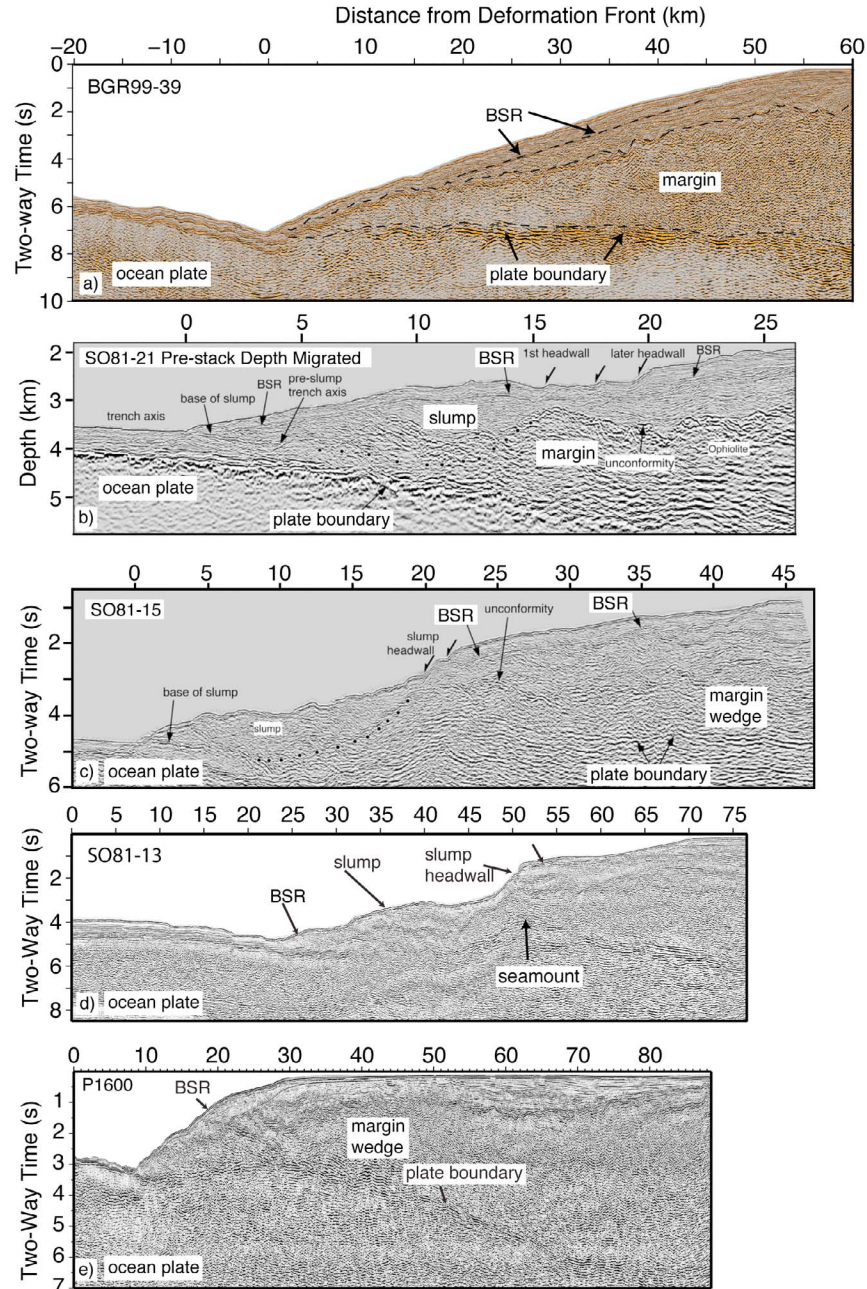 Distance from Deformation Front (km)
−20 −10 0 10 20 30 40 50 60
0
2
4
6
8
10
Two-way Time (s)
BGR99-39
BSR
margin
ocean plate
plate boundary
a)
0 5 10 15 20 25
2
3
4
5
Depth (km)
SO81-21 Pre-stack Depth Migrated
BSR
1st headwall
later headwall
BSR
pre-slump
trench axis
BSR
base of slump
trench axis
slump
margin
unconformity
Ophiolite
ocean plate
plate boundary
b)
0 5 10 15 20 25 30 35 40 45
2
4
6
Two-way Time (s)
SO81-15
BSR
unconformity
BSR
slump
headwall
base of slump
slump
margin
wedge
plate boundary
c) ocean plate
0 5 10 15 20 22 25 30 35 40 45 50 55 60 65 70 75
2
4
6
8
Two-Way Time (s)
SO81-13
slump
slump
headwall
BSR
seamount
d) ocean plate
0 10 20 30 40 50 60 70 80
1
2
3
4
5
6
7
Two-Way Time (s)
P1600
BSR
margin
wedge
plate boundary
e) ocean plate